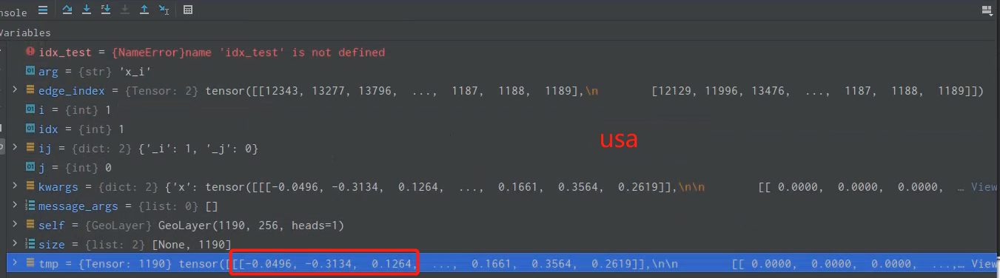 nsole
Variables
idx_test = {NameError}name 'idx_test' is not defined
arg = {str} 'x_i'
edge_index = {Tensor: 2} tensor([[12343, 13277, 13796, ..., 1187, 1188, 1189],\n [12129, 11996, 13476, ..., 1187, 1188, 1189]])
i = {int} 1
idx = {int} 1
usa
ij = {dict: 2} {'_i': 1, '_j': 0}
j = {int} 0
kwargs = {dict: 2} {'x': tensor([[[-0.0496, -0.3134, 0.1264, ..., 0.1661, 0.3564, 0.2619]],\n\n [[ 0.0000, 0.0000, 0.0000, … View
message_args = {list: 0} []
self = {GeoLayer} GeoLayer(1190, 256, heads=1)
size = {list: 2} [None, 1190]
tmp = {Tensor: 1190} tensor([[[-0.0496, -0.3134, 0.1264, ..., 0.1661, 0.3564, 0.2619]],\n\n [[ 0.0000, 0.0000, 0.0000, ...,… View